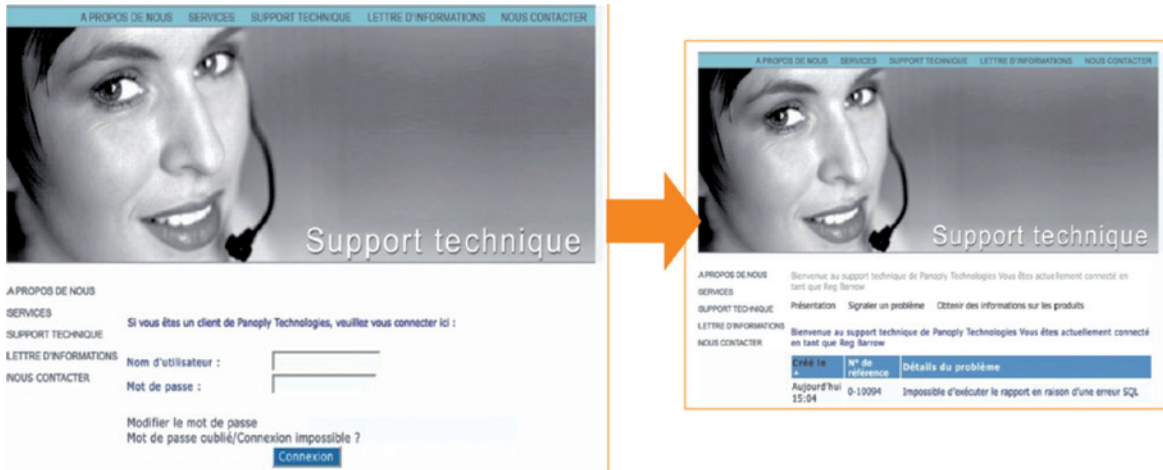 A PROPOS DE NOUS SERVICES SUPPORT TECHNIQUE LETTRE D'INFORMATIONS NOUS CONTACTER
Support technique
A PROPOS DE NOUS
SERVICES
SUPPORT TECHNIQUE
LETTRE D'INFORMATIONS
NOUS CONTACTER
Si vous êtes un client de Panoply Technologies, veuillez vous connecter ici :
Nom d'utilisateur :
Mot de passe :
Modifier le mot de passe
Mot de passe oublié/Connexion impossible ?
Connexion
A PROPOS DE NOUS SERVICES SUPPORT TECHNIQUE LETTRE D'INFORMATIONS NOUS CONTACTER
Support technique
A PROPOS DE NOUS
SERVICES
SUPPORT TECHNIQUE
LETTRE D'INFORMATIONS
NOUS CONTACTER
Bienvenue au support technique de Panoply Technologies Vous êtes actuellement connecté en
tant que Reg Barrow
Présentation Signaler un problème Obtenir des informations sur les produits
Bienvenue au support technique de Panoply Technologies Vous êtes actuellement connecté
en tant que Reg Barrow
Créé le N° de
référence Détails du problème
Aujourd'hui
15:04 0-10094 Impossible d'exécuter le rapport en raison d'une erreur SQL